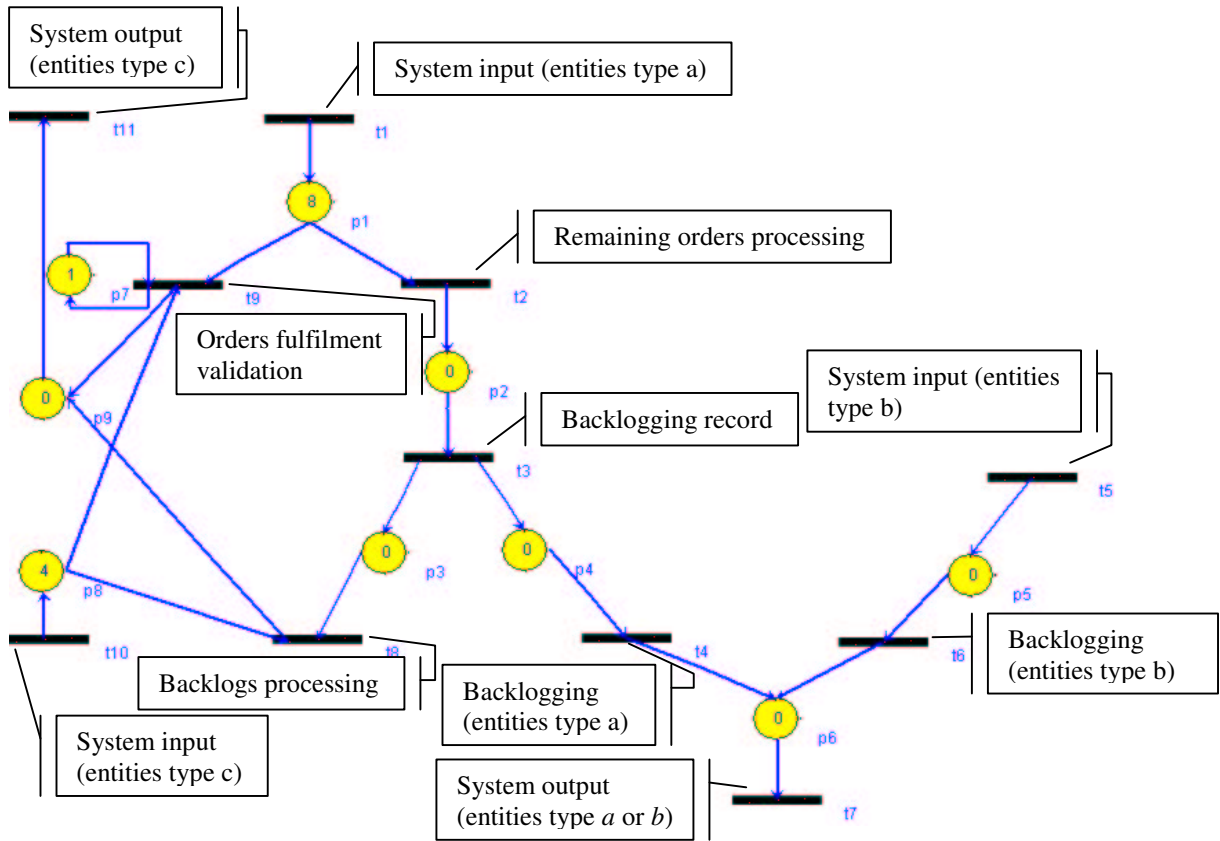 System output
(entities type c)
System input (entities type a)
t11
t1
8
p1
Remaining orders processing
1
p7
t9
t2
Orders fulfilment
validation
0
p2
System input (entities
type b)
0
p9
Backlogging record
t3
t5
0
p3
0
p4
0
p5
4
p8
t10
t8
t4
t6
Backlogging
(entities type b)
Backlogs processing
Backlogging
(entities type a)
0
p6
System input
(entities type c)
System output
(entities type a or b)
t7